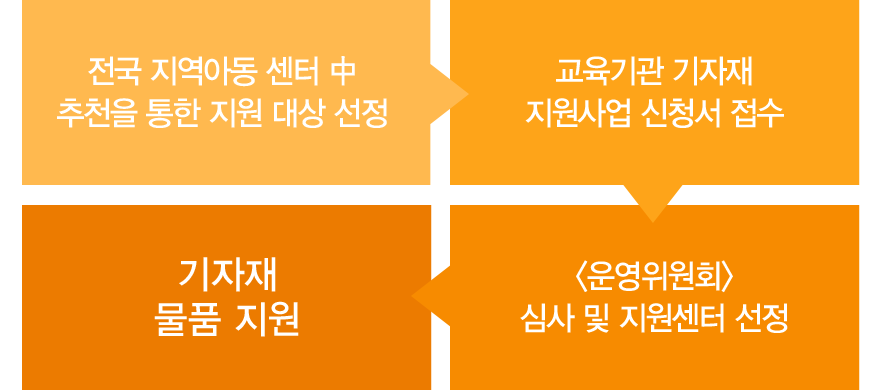 전국 지역아동 센터 中
추천을 통한 지원 대상 선정
교육기관 기자재
지원사업 신청서 접수
<운영위원회>
심사 및 지원센터 선정
기자재
물품 지원